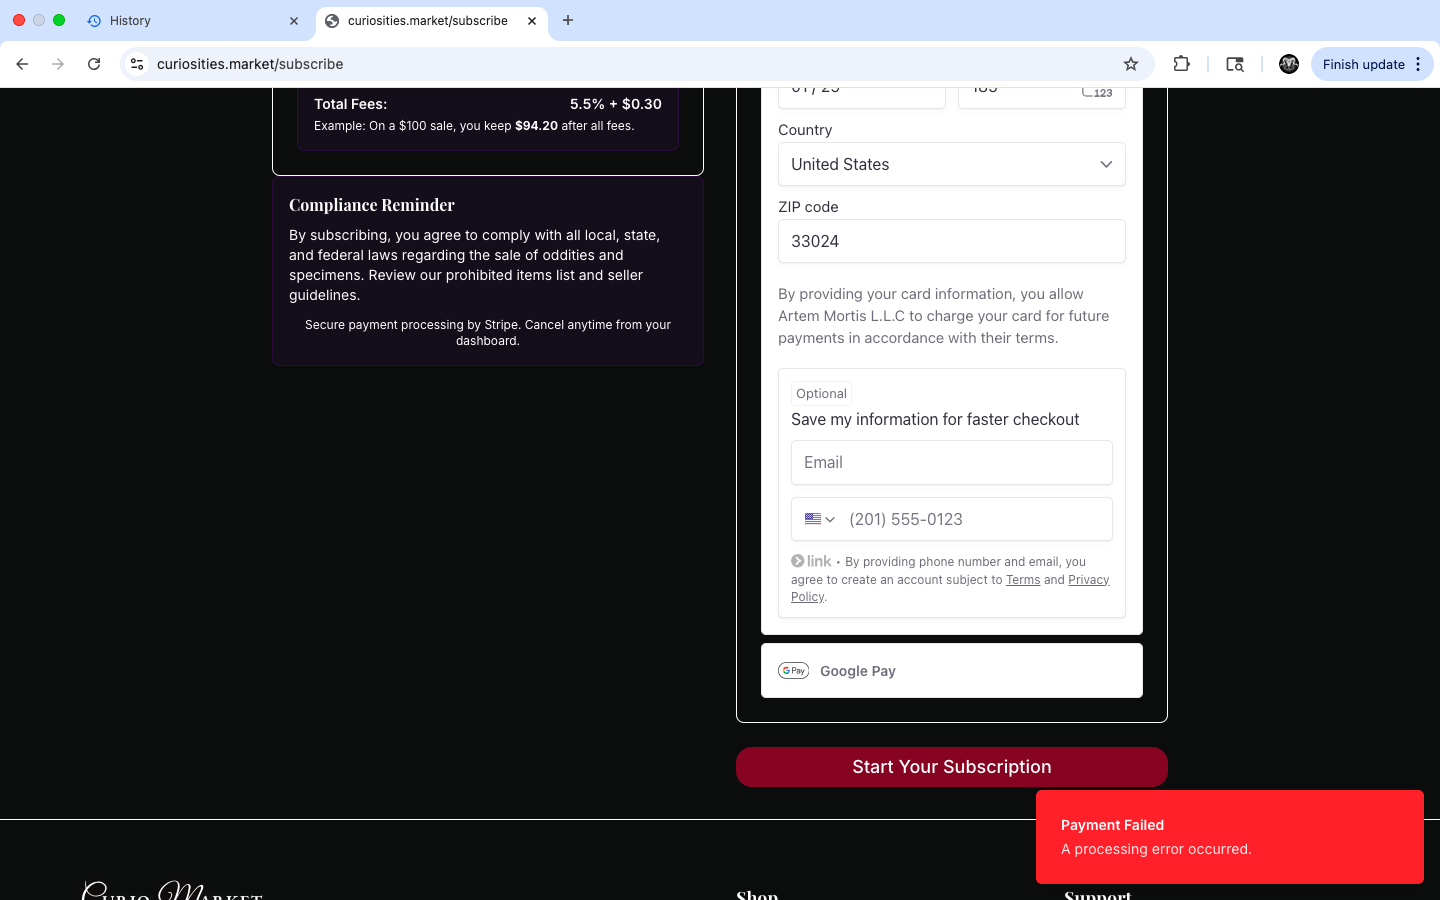 History
curiosities.market/subscribe
curiosities.market/subscribe
Finish update
Total Fees:
5.5% + $0.30
Example: On a $100 sale, you keep $94.20 after all fees.
Compliance Reminder
By subscribing, you agree to comply with all local, state,
and federal laws regarding the sale of oddities and
specimens. Review our prohibited items list and seller
guidelines.
Secure payment processing by Stripe. Cancel anytime from your
dashboard.
123
Country
United States
ZIP code
33024
By providing your card information, you allow
Artem Mortis L.L.C to charge your card for future
payments in accordance with their terms.
Optional
Save my information for faster checkout
Email
(201) 555-0123
link • By providing phone number and email, you
agree to create an account subject to Terms and Privacy
Policy.
G Pay
Google Pay
Start Your Subscription
Payment Failed
A processing error occurred.
Curio Market
Shop
Support